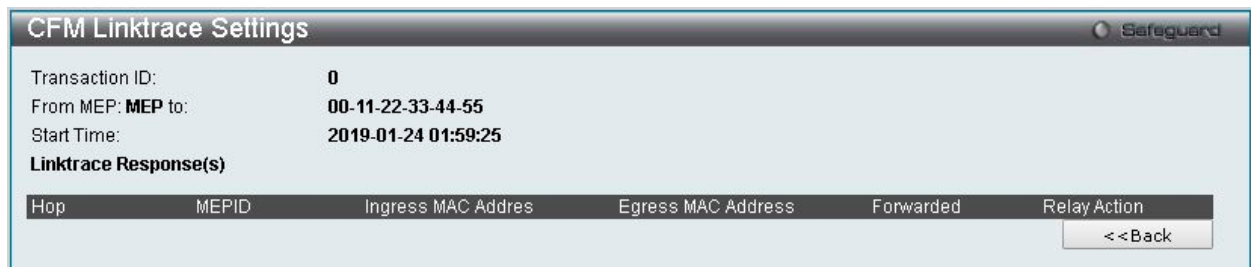 CFM Linktrace Settings Safeguard
Transaction ID: 0
From MEP: MEP to: 00-11-22-33-44-55
Start Time: 2019-01-24 01:59:25
Linktrace Response(s)
Hop MEPID Ingress MAC Addres Egress MAC Address Forwarded Relay Action
<<Back